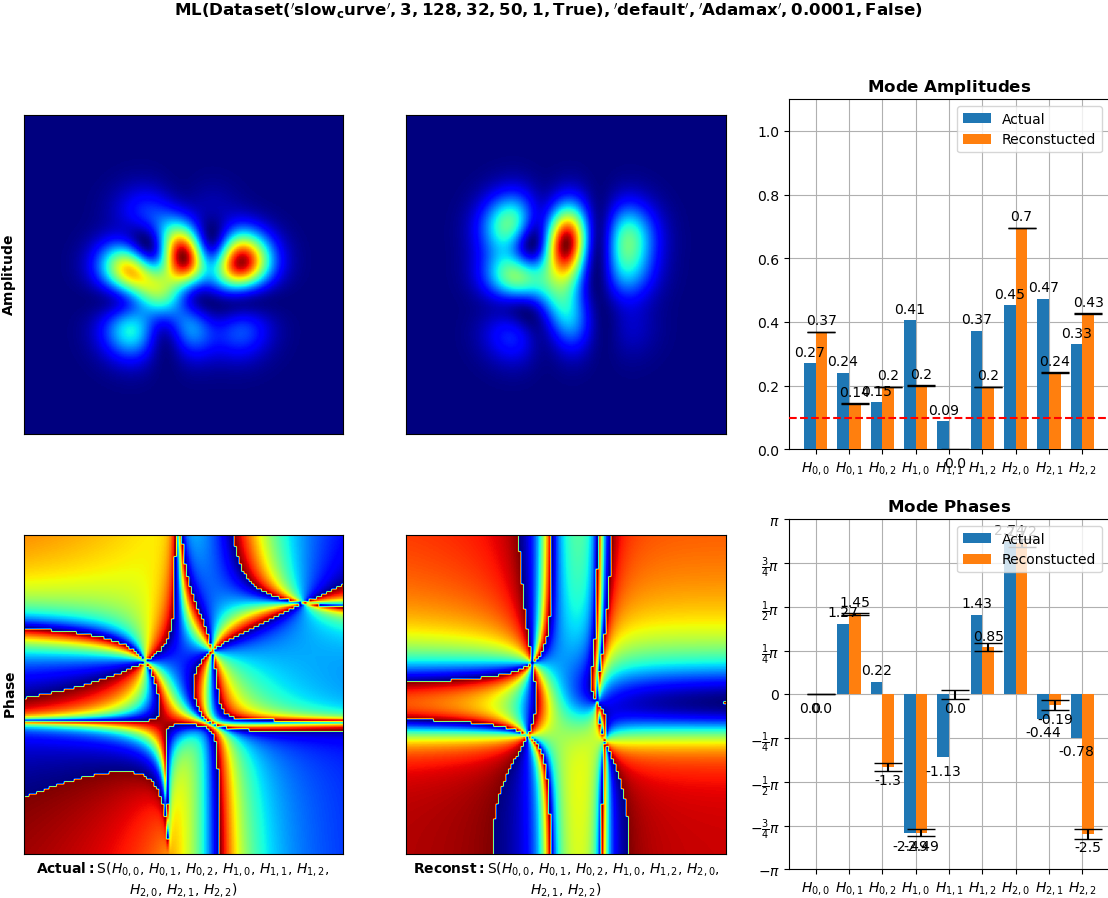 ML(Dataset('slow_curve', 3, 128, 32, 50, 1, True), 'default', 'Adamax', 0.0001, False)
Amplitude
Mode Amplitudes
Actual
Reconstucted
1.0
0.8
0.6
0.4
0.2
0.0
0.27
0.37
0.24
0.14
0.15
0.2
0.41
0.2
0.09
0.0
0.37
0.2
0.45
0.7
0.47
0.24
0.33
0.43
H0,0 H0,1 H0,2 H1,0 H1,1 H1,2 H2,0 H2,1 H2,2
Phase
Mode Phases
Actual
Reconstucted
π
3/4π
1/2π
1/4π
0
−1/4π
−1/2π
−3/4π
−π
0.0
0.0
1.27
1.45
0.22
-1.3
-2.49
-2.49
-1.13
0.0
1.43
0.85
-0.44
-0.19
-0.78
-2.5
H0,0 H0,1 H0,2 H1,0 H1,1 H1,2 H2,0 H2,1 H2,2
Actual: S(H0,0, H0,1, H0,2, H1,0, H1,1, H1,2,
H2,0, H2,1, H2,2)
Reconst: S(H0,0, H0,1, H0,2, H1,0, H1,2, H2,0,
H2,1, H2,2)